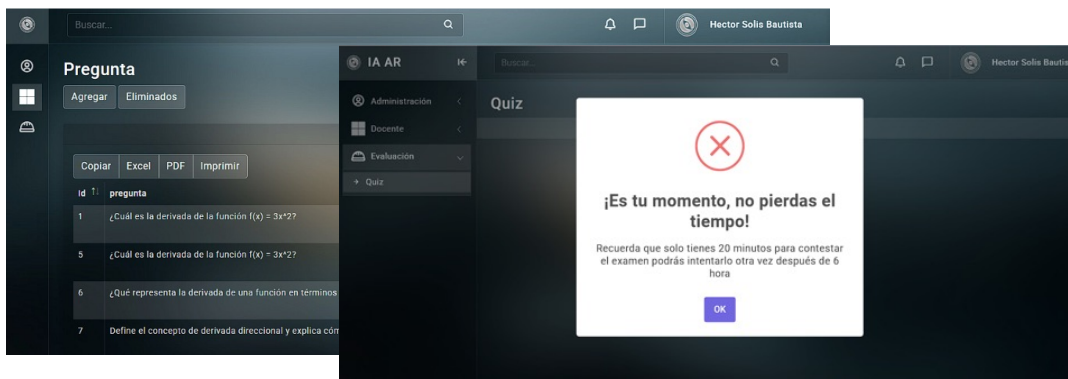 Buscar...
Hector Solis Bautista
Pregunta
Agregar
Eliminados
Copiar
Excel
PDF
Imprimir
Id
pregunta
1 ¿Cuál es la derivada de la función f(x) = 3x^2?
5 ¿Cuál es la derivada de la función f(x) = 3x^2?
6 ¿Qué representa la derivada de una función en términos
7 Define el concepto de derivada direccional y explica cóm
IA AR
Buscar...
Hector Solis Bautis
Administración
Docente
Evaluación
Quiz
Quiz
¡Es tu momento, no pierdas el
tiempo!
Recuerda que solo tienes 20 minutos para contestar
el examen podrás intentarlo otra vez después de 6
hora
OK